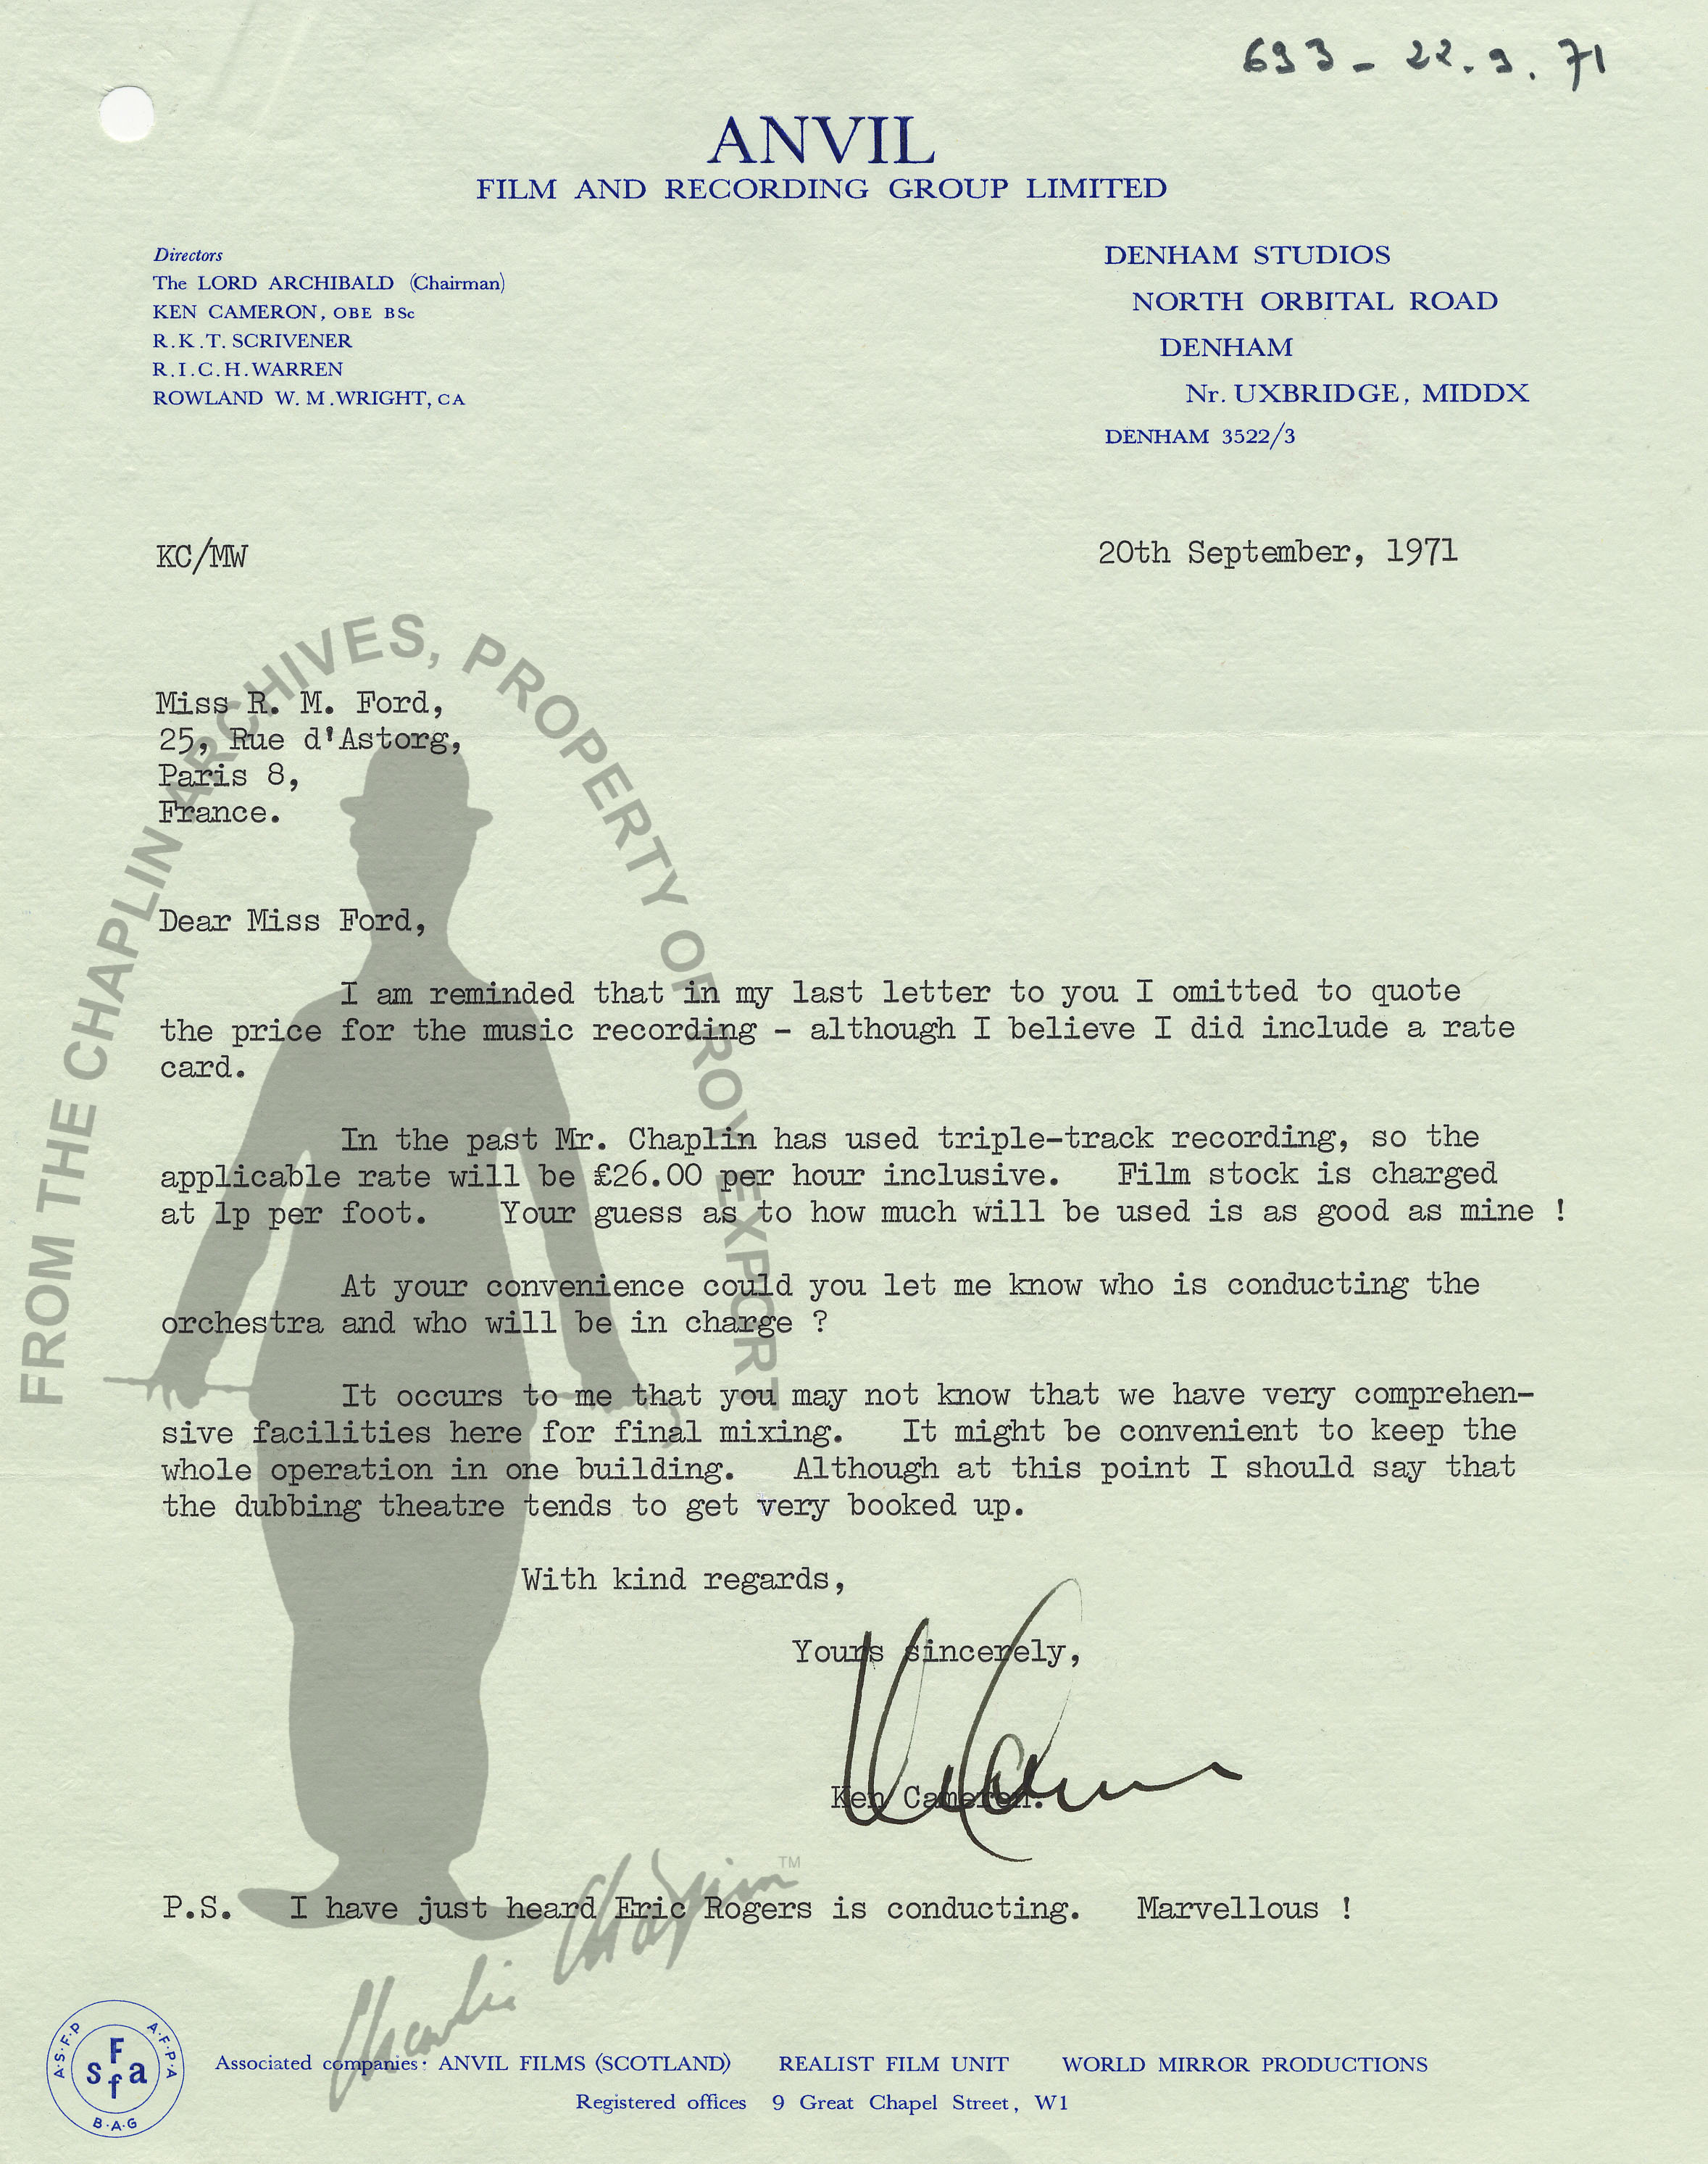 693 - 22.9.71
ANVIL
FILM AND RECORDING GROUP LIMITED
Directors
The LORD ARCHIBALD (Chairman)
KEN CAMERON, OBE BSc
R.K.T. SCRIVENER
R.I.C.H. WARREN
ROWLAND W. M. WRIGHT, CA
DENHAM STUDIOS
NORTH ORBITAL ROAD
DENHAM
Nr. UXBRIDGE, MIDDX
DENHAM 3522/3
KC/MW
20th September, 1971
FROM THE CHAPLIN ARCHIVES, PROPERTY OF ROY EXPORT
Miss R. M. Ford,
25, Rue d'Astorg,
Paris 8,
France.
Dear Miss Ford,
I am reminded that in my last letter to you I omitted to quote
the price for the music recording - although I believe I did include a rate
card.
In the past Mr. Chaplin has used triple-track recording, so the
applicable rate will be £26.00 per hour inclusive. Film stock is charged
at 1p per foot. Your guess as to how much will be used is as good as mine !
At your convenience could you let me know who is conducting the
orchestra and who will be in charge ?
It occurs to me that you may not know that we have very comprehen-
sive facilities here for final mixing. It might be convenient to keep the
whole operation in one building. Although at this point I should say that
the dubbing theatre tends to get very booked up.
With kind regards,
Yours sincerely,
Ken Cameron.
P.S. I have just heard Eric Rogers is conducting. Marvellous !
Charlie Chaplin TM
A·S·F·P
A·F·P·A
B·A·G
F
s f a
Associated companies: ANVIL FILMS (SCOTLAND) REALIST FILM UNIT WORLD MIRROR PRODUCTIONS
Registered offices 9 Great Chapel Street, W1